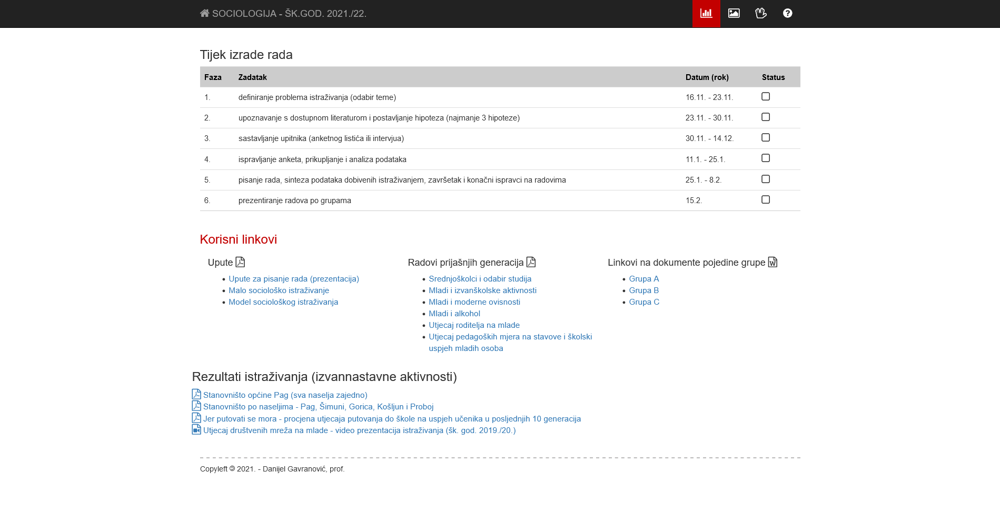 SOCIOLOGIJA - ŠK.GOD. 2021./22.
Tijek izrade rada
Faza Zadatak Datum (rok) Status
1. definiranje problema istraživanja (odabir teme) 16.11. - 23.11.
2. upoznavanje s dostupnom literaturom i postavljanje hipoteza (najmanje 3 hipoteze) 23.11. - 30.11.
3. sastavljanje upitnika (anketnog listića ili intervjua) 30.11. - 14.12.
4. ispravljanje anketa, prikupljanje i analiza podataka 11.1. - 25.1.
5. pisanje rada, sinteza podataka dobivenih istraživanjem, završetak i konačni ispravci na radovima 25.1. - 8.2.
6. prezentiranje radova po grupama 15.2.
Korisni linkovi
Upute
Upute za pisanje rada (prezentacija)
Malo sociološko istraživanje
Model sociološkog istraživanja
Radovi prijašnjih generacija
Srednjoškolci i odabir studija
Mladi i izvanškolske aktivnosti
Mladi i moderne ovisnosti
Mladi i alkohol
Utjecaj roditelja na mlade
Utjecaj pedagoških mjera na stavove i školski
uspjeh mladih osoba
Linkovi na dokumente pojedine grupe
Grupa A
Grupa B
Grupa C
Rezultati istraživanja (izvannastavne aktivnosti)
Stanovništo općine Pag (sva naselja zajedno)
Stanovništo po naseljima - Pag, Šimuni, Gorica, Košljun i Proboj
Jer putovati se mora - procjena utjecaja putovanja do škole na uspjeh učenika u posljednjih 10 generacija
Utjecaj društvenih mreža na mlade - video prezentacija istraživanja (šk. god. 2019./20.)
Copyleft 🄯 2021. - Danijel Gavranović, prof.